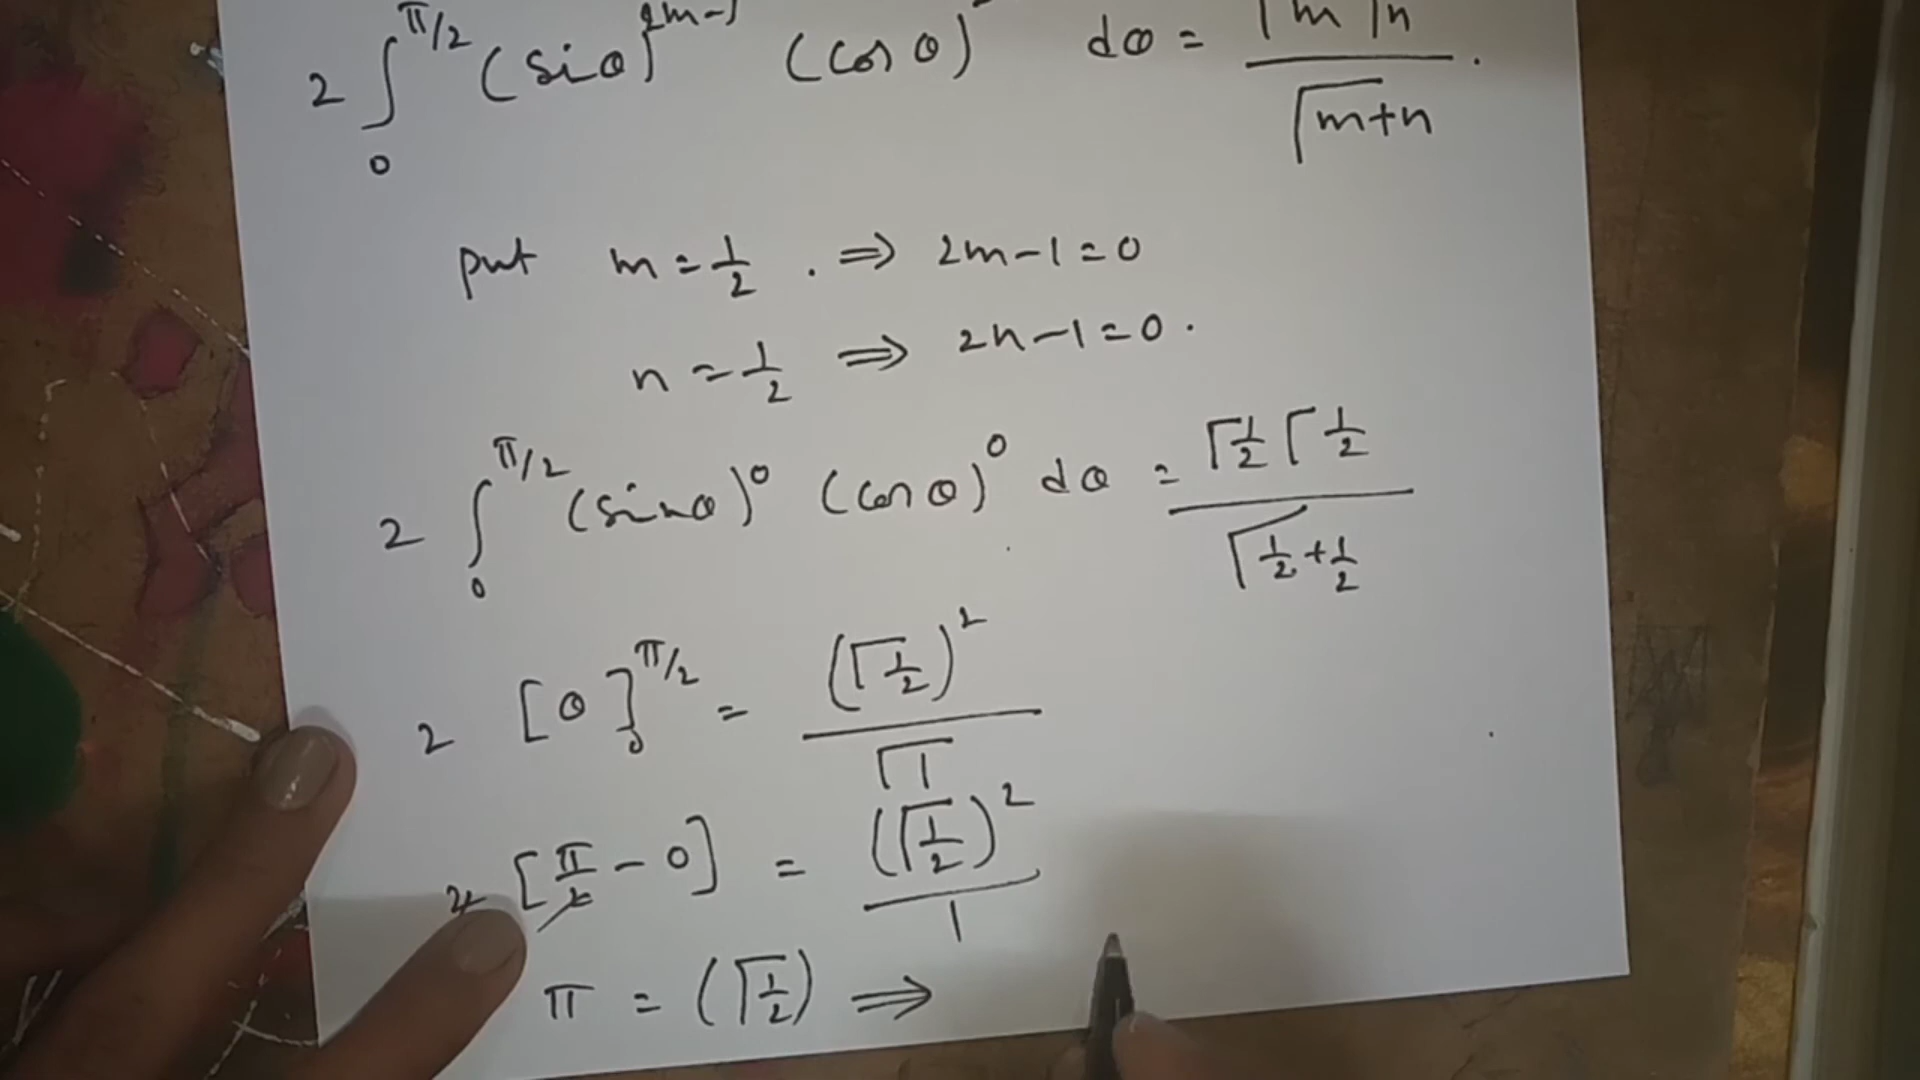 2 ∫₀^{π/2} (sinθ)^{2m-1} (cosθ) dθ = Γm Γn / Γm+n .
put m = 1/2 . ⇒ 2m-1=0
n = 1/2 ⇒ 2n-1=0 .
2 ∫₀^{π/2} (sinθ)^0 (cosθ)^0 dθ = Γ1/2 Γ1/2 / Γ1/2+1/2
2 [θ]₀^{π/2} = (Γ1/2)^2 / Γ1
2 [π/2 - 0] = (Γ1/2)^2 / 1
π = (Γ1/2) ⇒